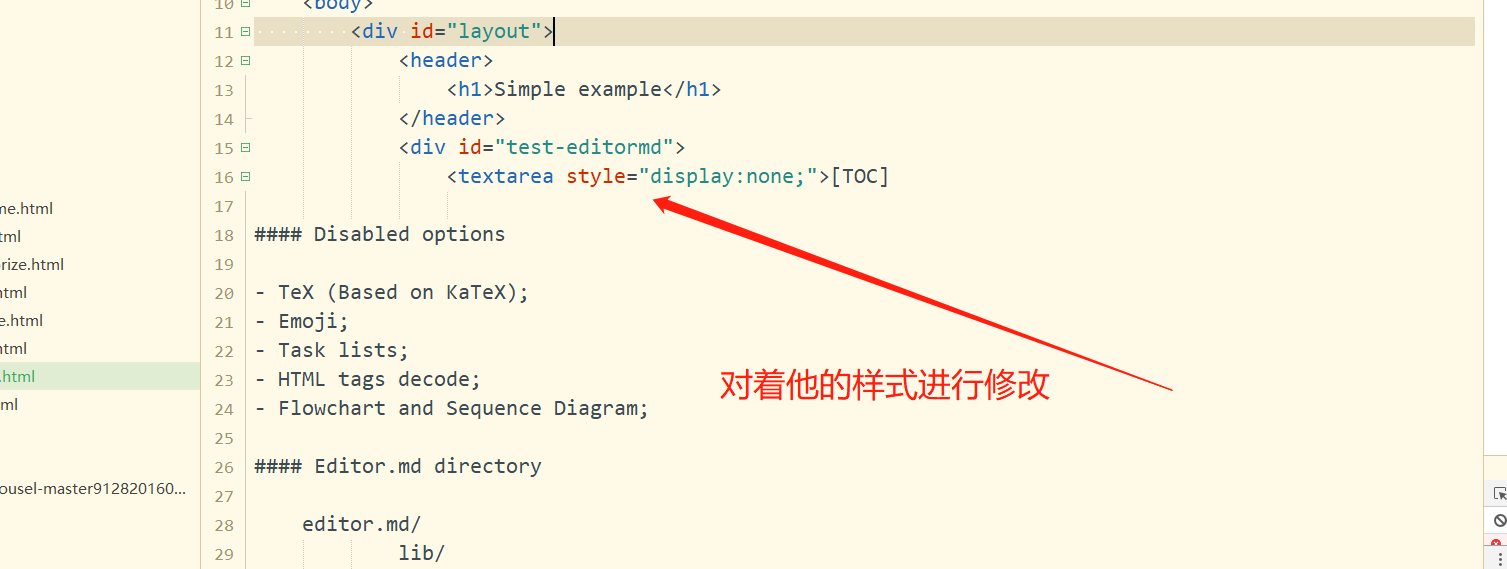 10 <body>
11 <div id="layout">
12 <header>
13 <h1>Simple example</h1>
14 </header>
15 <div id="test-editormd">
16 <textarea style="display:none;">[TOC]
17
18 #### Disabled options
19
20 - TeX (Based on KaTeX);
21 - Emoji;
22 - Task lists;
23 - HTML tags decode;
24 - Flowchart and Sequence Diagram;
25
26 #### Editor.md directory
27
28 editor.md/
29 lib/
对着他的样式进行修改
me.html
tml
rize.html
html
e.html
html
.html
ml
ousel-master912820160...